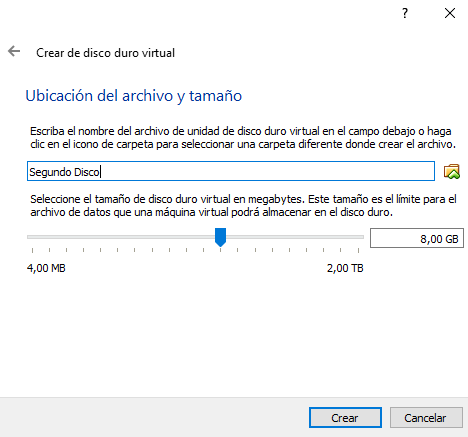 ?
Crear de disco duro virtual
Ubicación del archivo y tamaño
Escriba el nombre del archivo de unidad de disco duro virtual en el campo debajo o haga
clic en el icono de carpeta para seleccionar una carpeta diferente donde crear el archivo.
Segundo Disco
Seleccione el tamaño de disco duro virtual en megabytes. Este tamaño es el límite para el
archivo de datos que una máquina virtual podrá almacenar en el disco duro.
8,00 GB
4,00 MB
2,00 TB
Crear
Cancelar